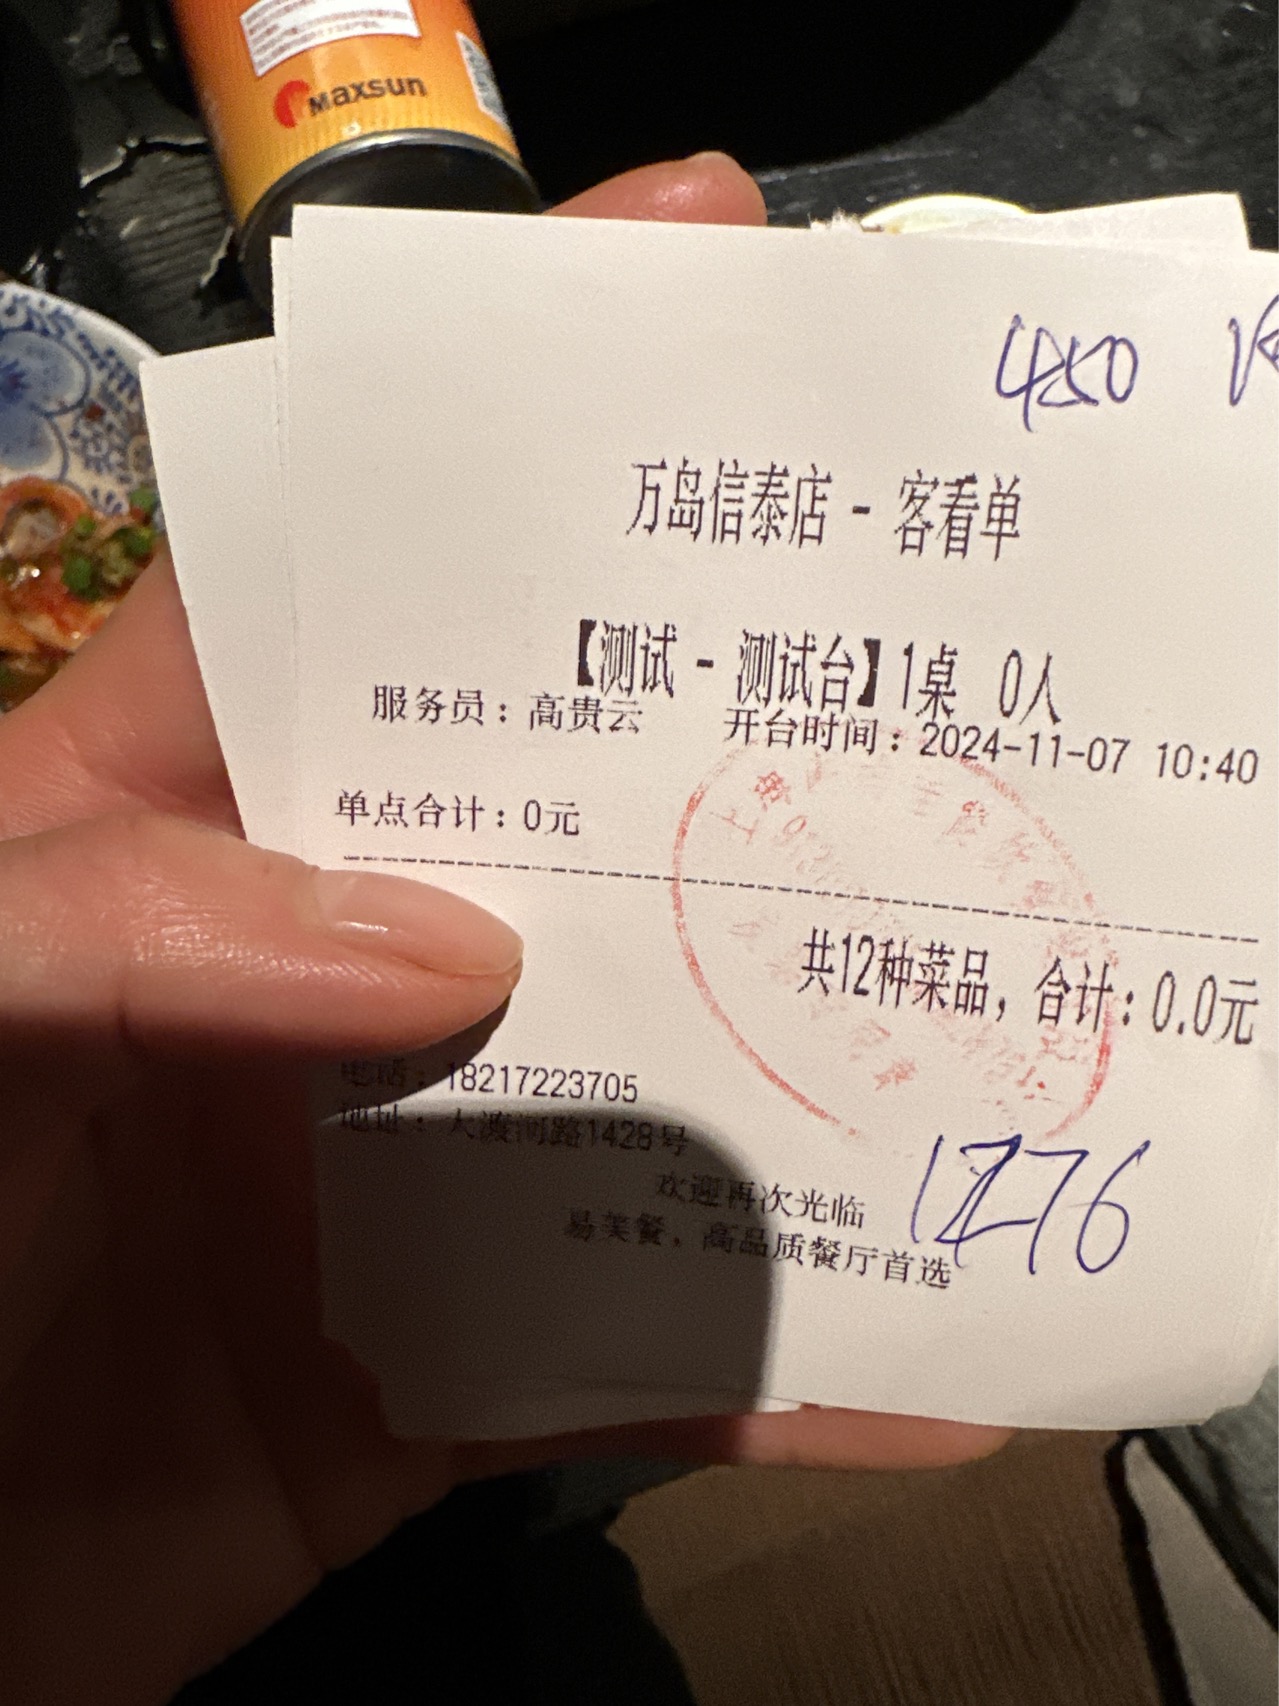 Maxsun
450
万岛信泰店 - 客看单
【测试 - 测试台】1桌 0人
服务员：高贵云 开台时间：2024-11-07 10:40
单点合计：0元
共12种菜品，合计：0.0元
电话：18217223705
地址：大渡河路1428号
1276
欢迎再次光临
易美餐，高品质餐厅首选